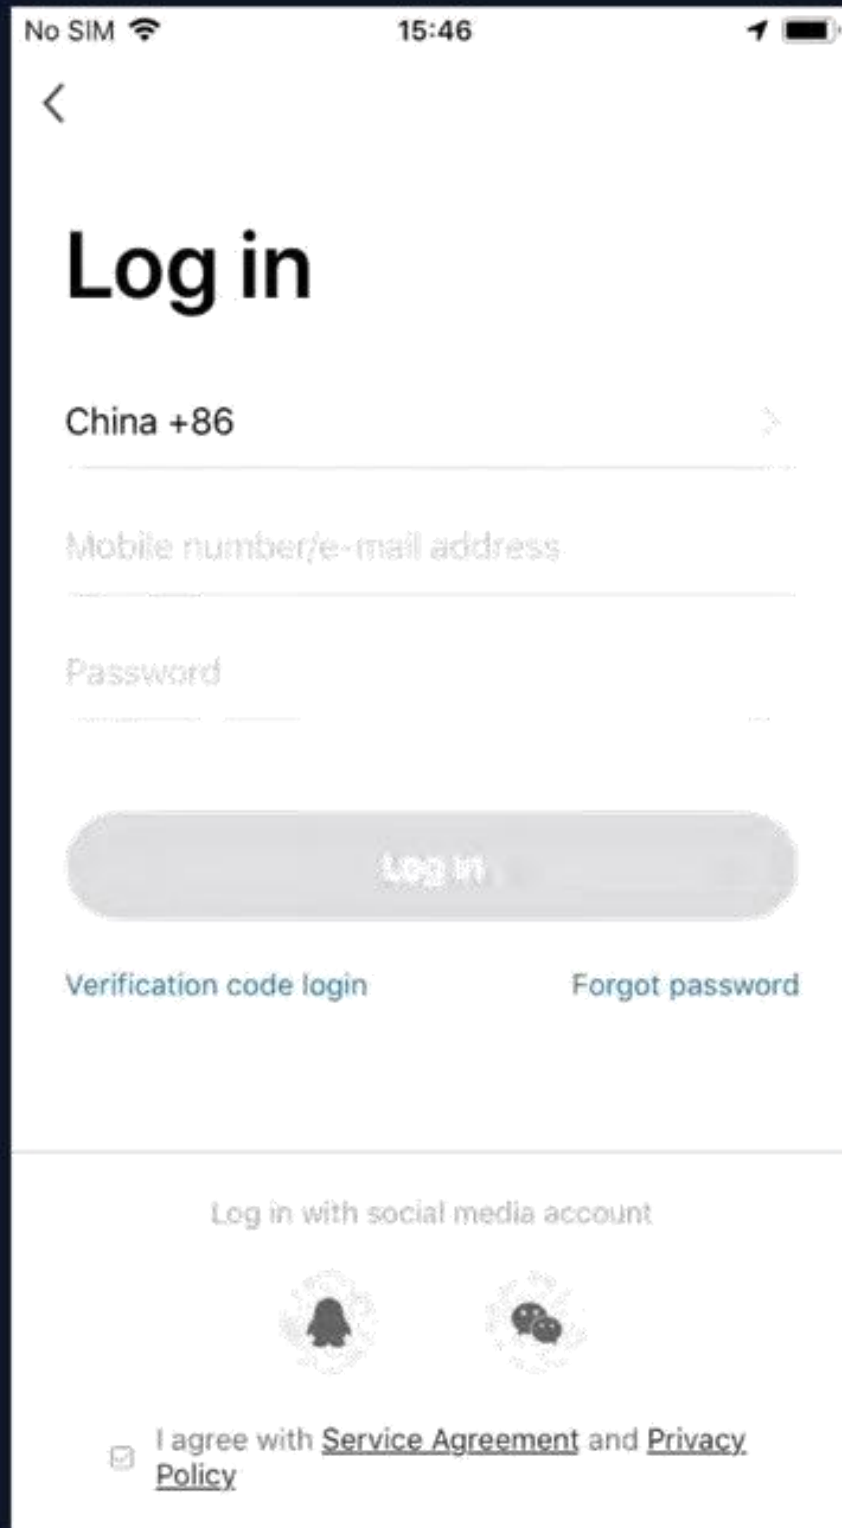 No SIM 15:46
Log in
China +86
Mobile number/e-mail address
Password
Log in
Verification code login Forgot password
Log in with social media account
I agree with Service Agreement and Privacy
Policy